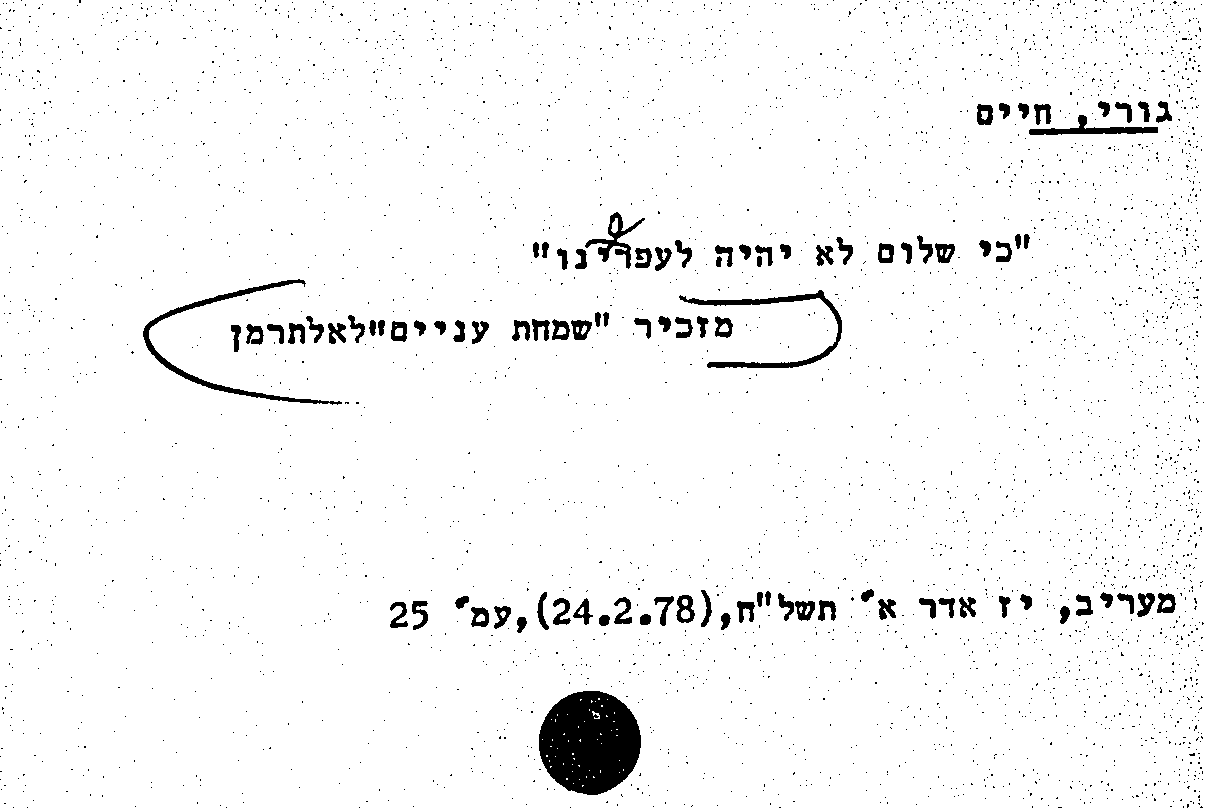 גורי, חיים
"כי שלום לא יהיה לעפרינו"
מזכיר "שמחת עניים"לאלתרמן
מעריב, יז אדר א' תשל"ח,(24.2.78),עמ' 25